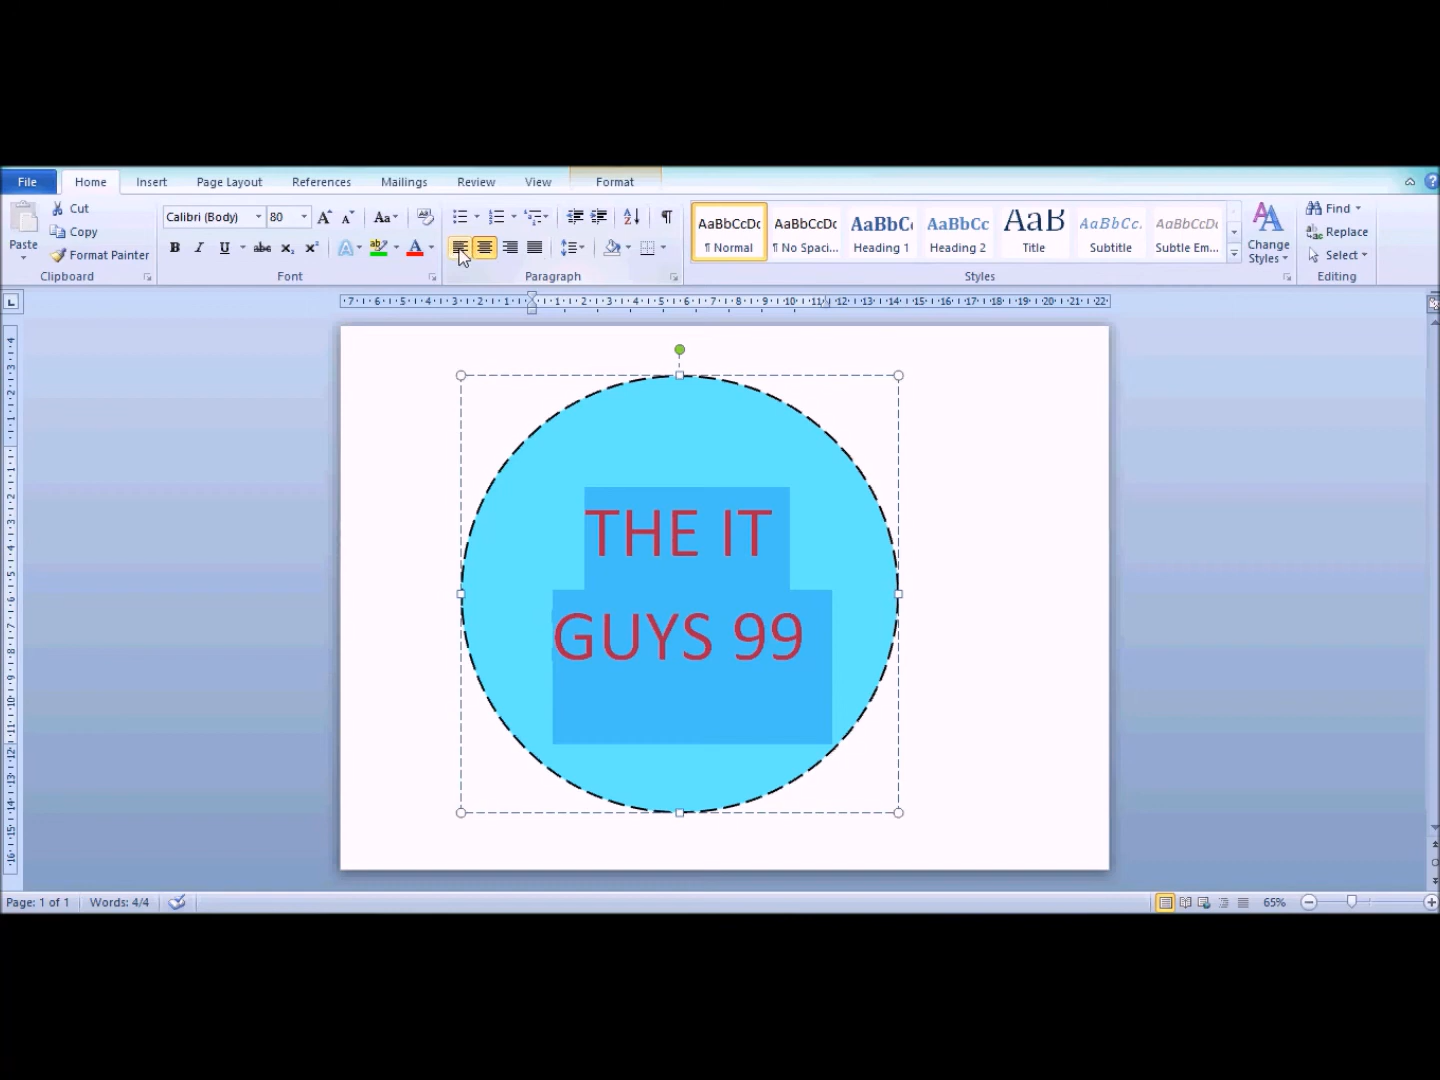 File Home Insert Page Layout References Mailings Review View Format
Cut
Copy
Format Painter
Paste
Clipboard
Calibri (Body) 80
Font
Paragraph
AaBbCcDc AaBbCcDc AaBbC AaBbCc AaB AaBbCc. AaBbCcDc
¶ Normal ¶ No Spaci... Heading 1 Heading 2 Title Subtitle Subtle Em...
Styles
Change Styles
Find
Replace
Select
Editing
THE IT
GUYS 99
Page: 1 of 1 Words: 4/4 65%